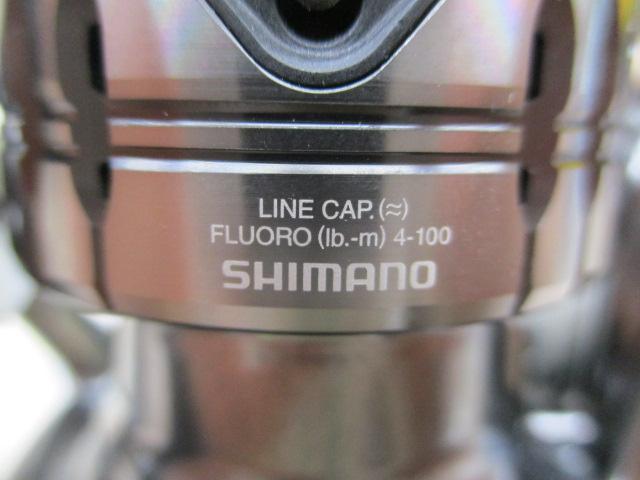 LINE CAP.(≈)
FLUORO (lb.-m) 4-100
SHIMANO